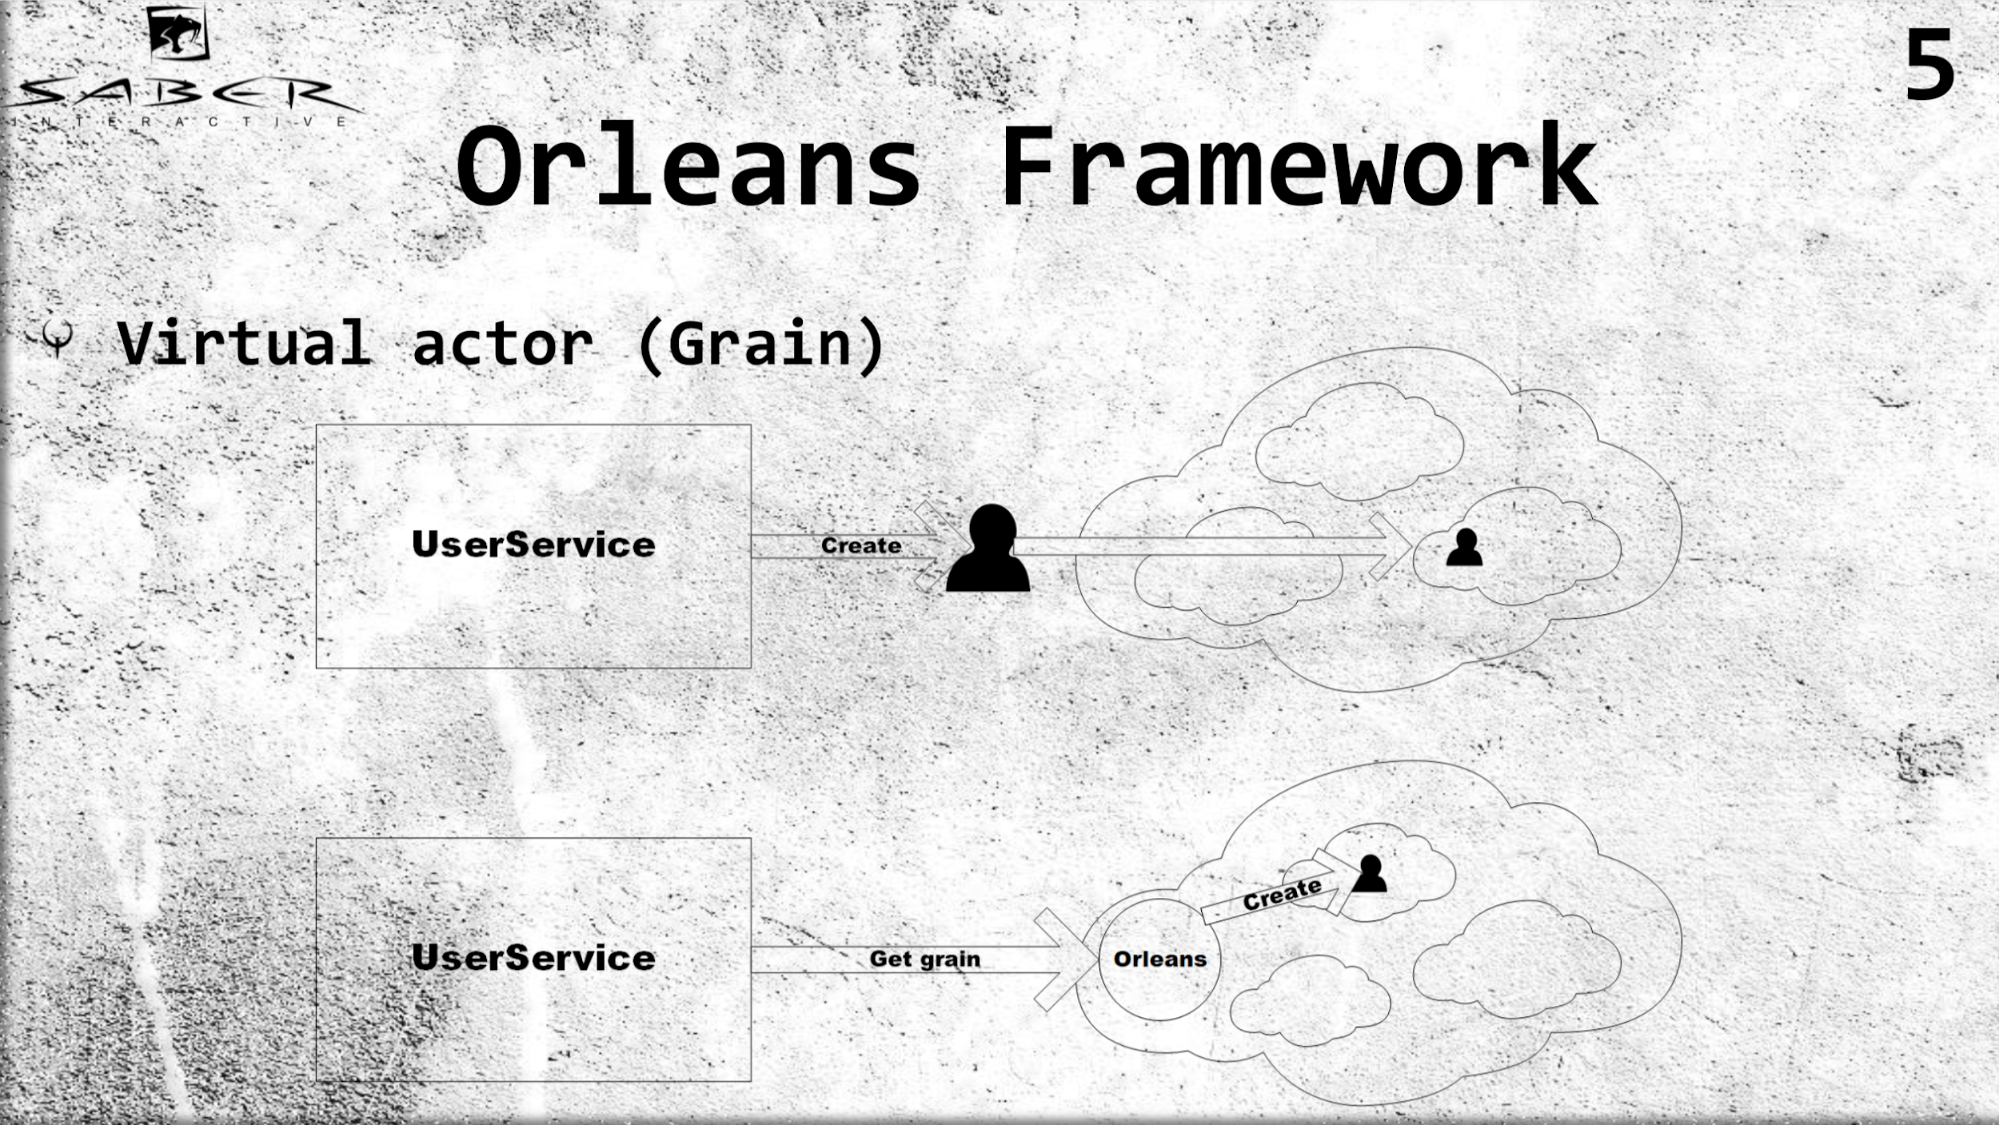 SABER
INTERACTIVE
5
Orleans Framework
Virtual actor (Grain)
UserService
Create
UserService
Get grain
Orleans
Create